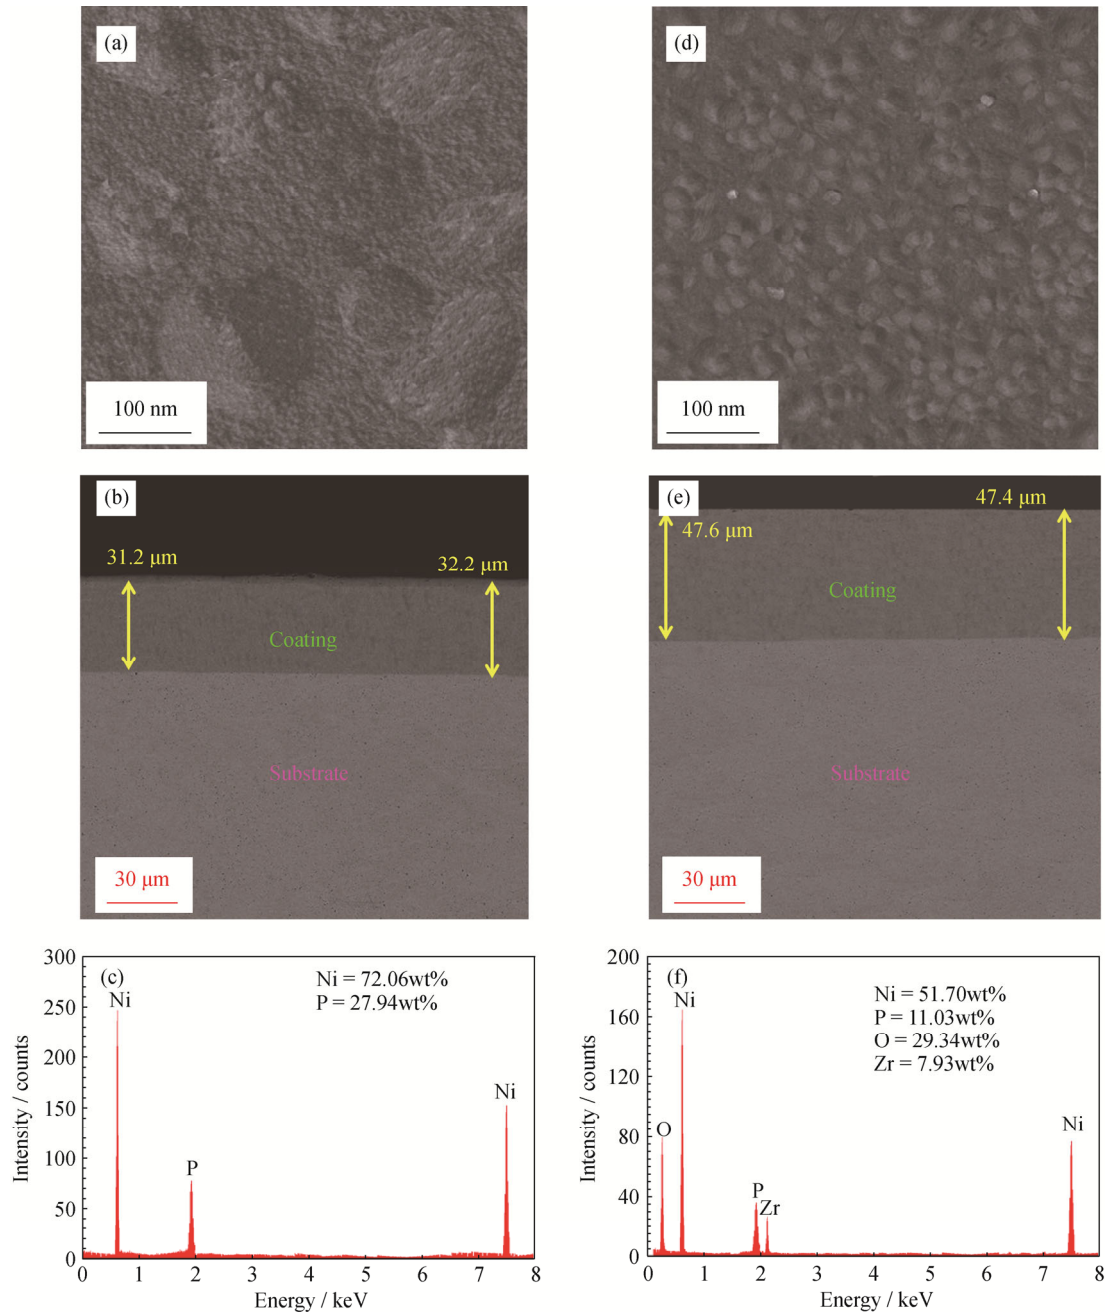 (a)
100 nm
(d)
100 nm
(b)
31.2 μm
32.2 μm
Coating
Substrate
30 μm
(e)
47.6 μm
47.4 μm
Coating
Substrate
30 μm
(c)
Ni = 72.06wt%
P = 27.94wt%
Ni
P
Ni
Intensity / counts
300
250
200
150
100
50
0
0 1 2 3 4 5 6 7 8
Energy / keV
(f)
Ni = 51.70wt%
P = 11.03wt%
O = 29.34wt%
Zr = 7.93wt%
Ni
O
P
Zr
Ni
Intensity / counts
200
160
120
80
40
0
0 1 2 3 4 5 6 7 8
Energy / keV